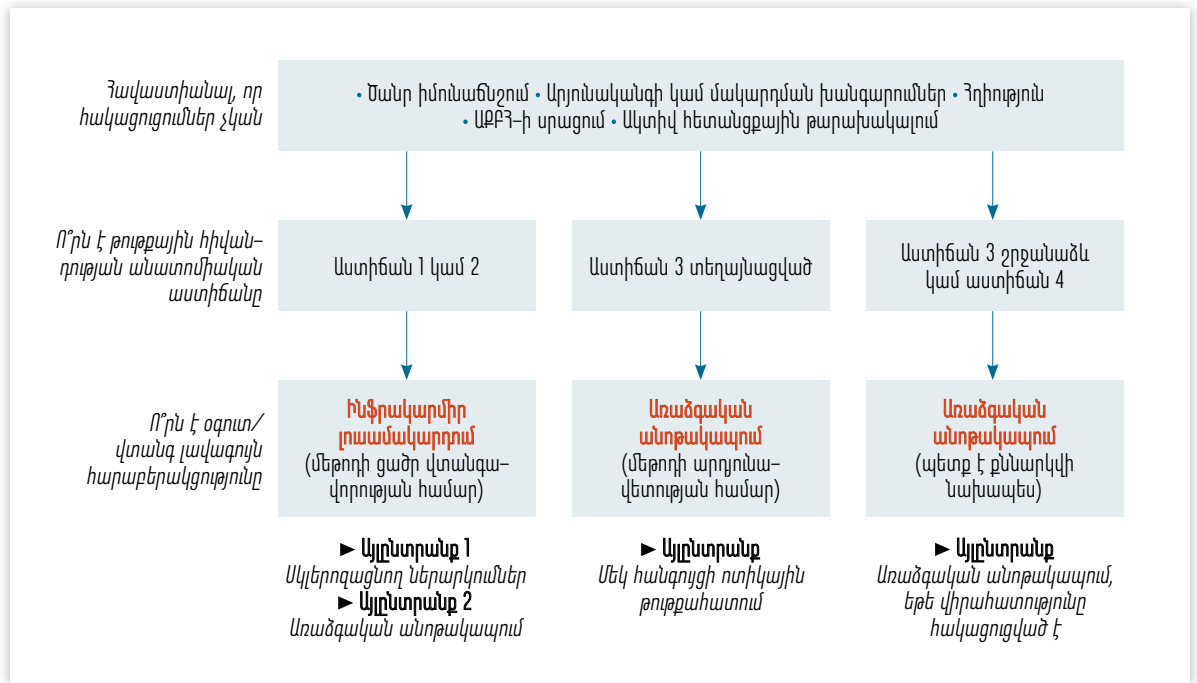 Հավաստիանալ, որ
հակացուցումներ չկան
• Ծանր իմունաճնշում • Արյունականգի կամ մակարդման խանգարումներ • Հղիություն
• ԱՔԲՀ–ի սրացում • Ակտիվ հետանցքային թարախակալում
Ո՞րն է թութքային հիվան–
դության անատոմիական
աստիճանը
Աստիճան 1 կամ 2
Աստիճան 3 տեղայնացված
Աստիճան 3 շրջանաձև
կամ աստիճան 4
Ո՞րն է օգուտ/
վտանգ լավագույն
հարաբերակցությունը
Ինֆրակարմիր
լուսամակարդում
(մեթոդի ցածր վտանգա–
վորության համար)
Առաձգական
անոթակապում
(մեթոդի արդյունա–
վետության համար)
Առաձգական
անոթակապում
(պետք է քննարկվի
նախապես)
► Այլընտրանք 1
Սկլերոզացնող ներարկումներ
► Այլընտրանք 2
Առաձգական անոթակապում
► Այլընտրանք
Մեկ հանգույցի ոտիկային
թութքահատում
► Այլընտրանք
Առաձգական անոթակապում,
եթե վիրահատությունը
հակացուցված է